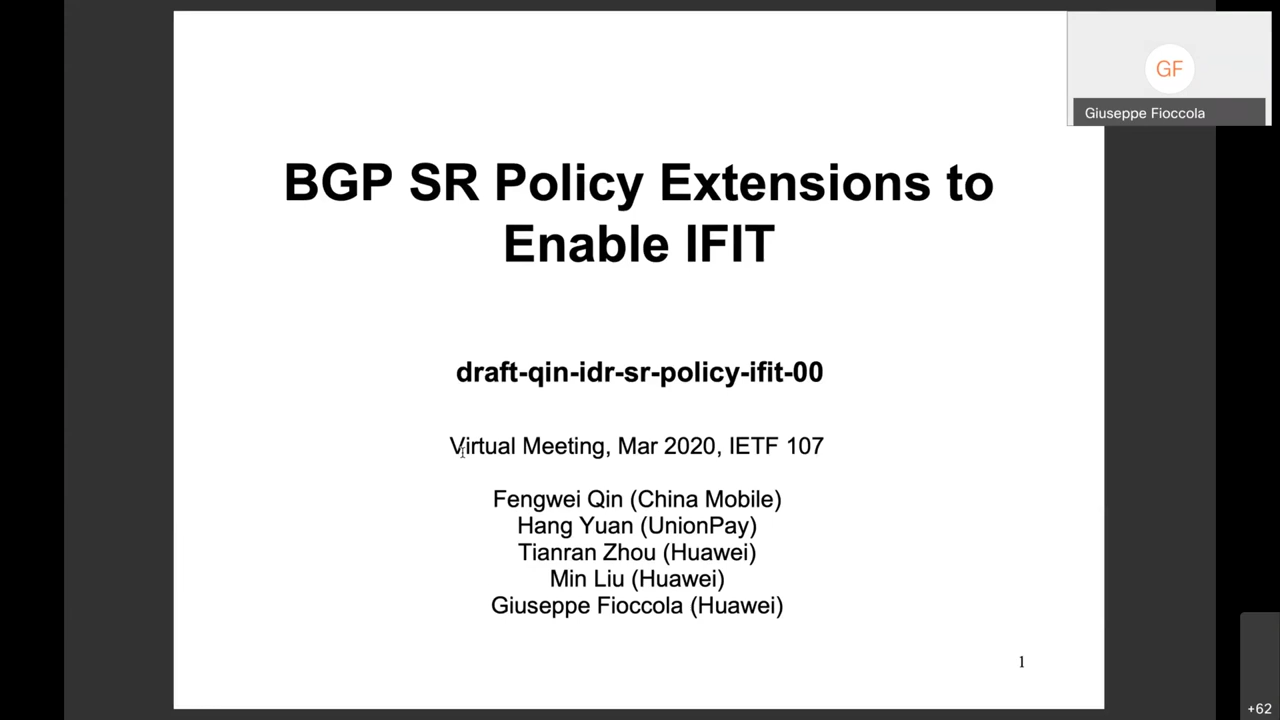 GF
Giuseppe Fioccola
BGP SR Policy Extensions to
Enable IFIT
draft-qin-idr-sr-policy-ifit-00
Virtual Meeting, Mar 2020, IETF 107
Fengwei Qin (China Mobile)
Hang Yuan (UnionPay)
Tianran Zhou (Huawei)
Min Liu (Huawei)
Giuseppe Fioccola (Huawei)
1
+62